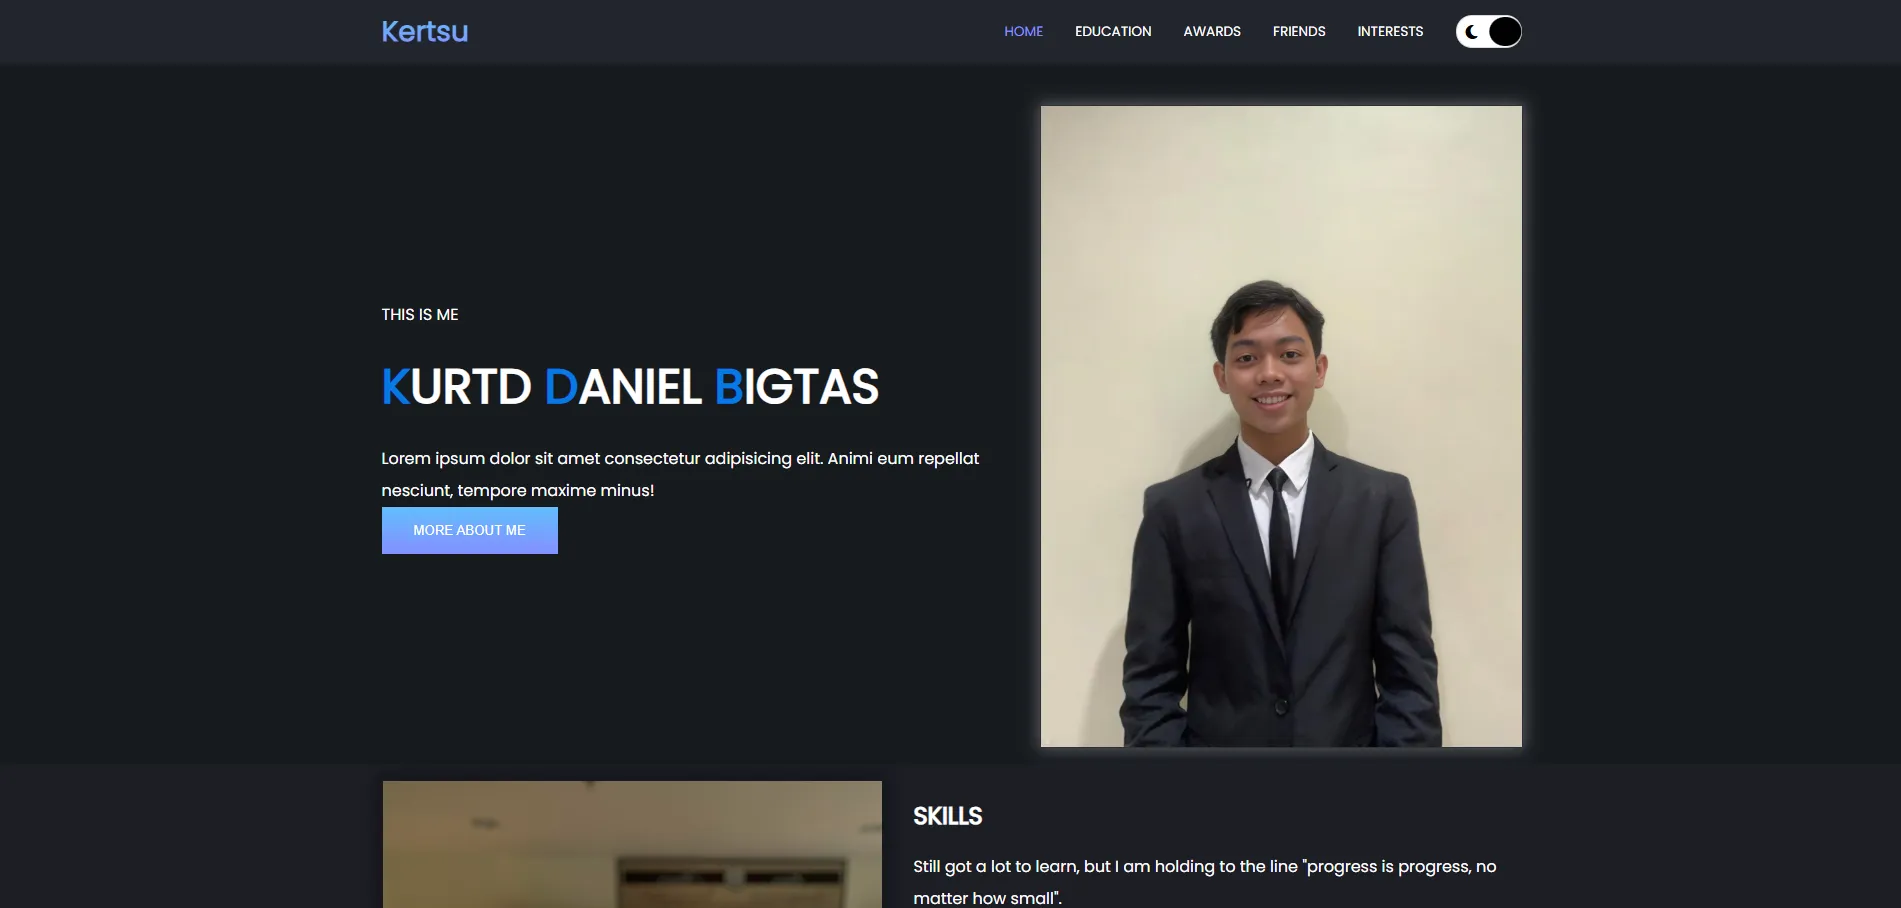 Kertsu
HOME EDUCATION AWARDS FRIENDS INTERESTS
THIS IS ME
KURTD DANIEL BIGTAS
Lorem ipsum dolor sit amet consectetur adipisicing elit. Animi eum repellat
nesciunt, tempore maxime minus!
MORE ABOUT ME
SKILLS
Still got a lot to learn, but I am holding to the line "progress is progress, no
matter how small".